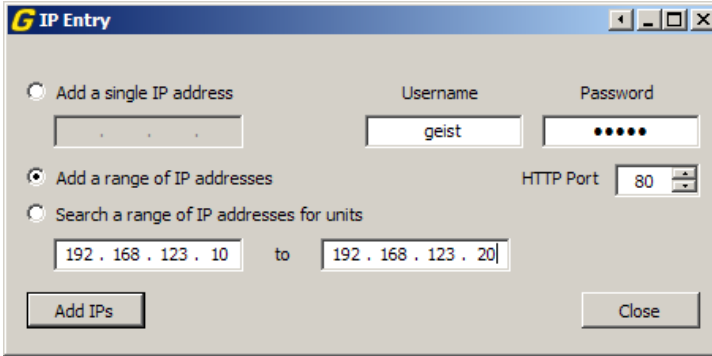 G IP Entry
Add a single IP address
Username
Password
. . .
geist
•••••
Add a range of IP addresses
HTTP Port
80
Search a range of IP addresses for units
192 . 168 . 123 . 10 to 192 . 168 . 123 . 20
Add IPs
Close